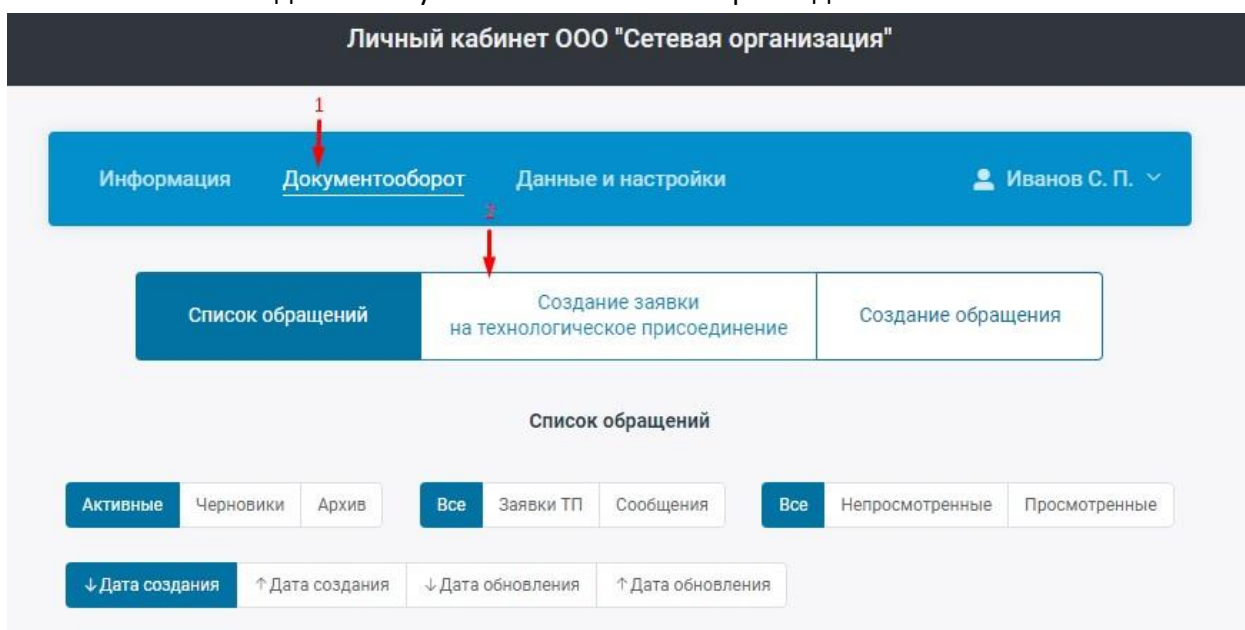 Личный кабинет ООО "Сетевая организация"
1
Информация Документооборот Данные и настройки Иванов С. П.
2
Список обращений
Создание заявки
на технологическое присоединение
Создание обращения
Список обращений
Активные Черновики Архив Все Заявки ТП Сообщения Все Непросмотренные Просмотренные
↓Дата создания ↑Дата создания ↓Дата обновления ↑Дата обновления